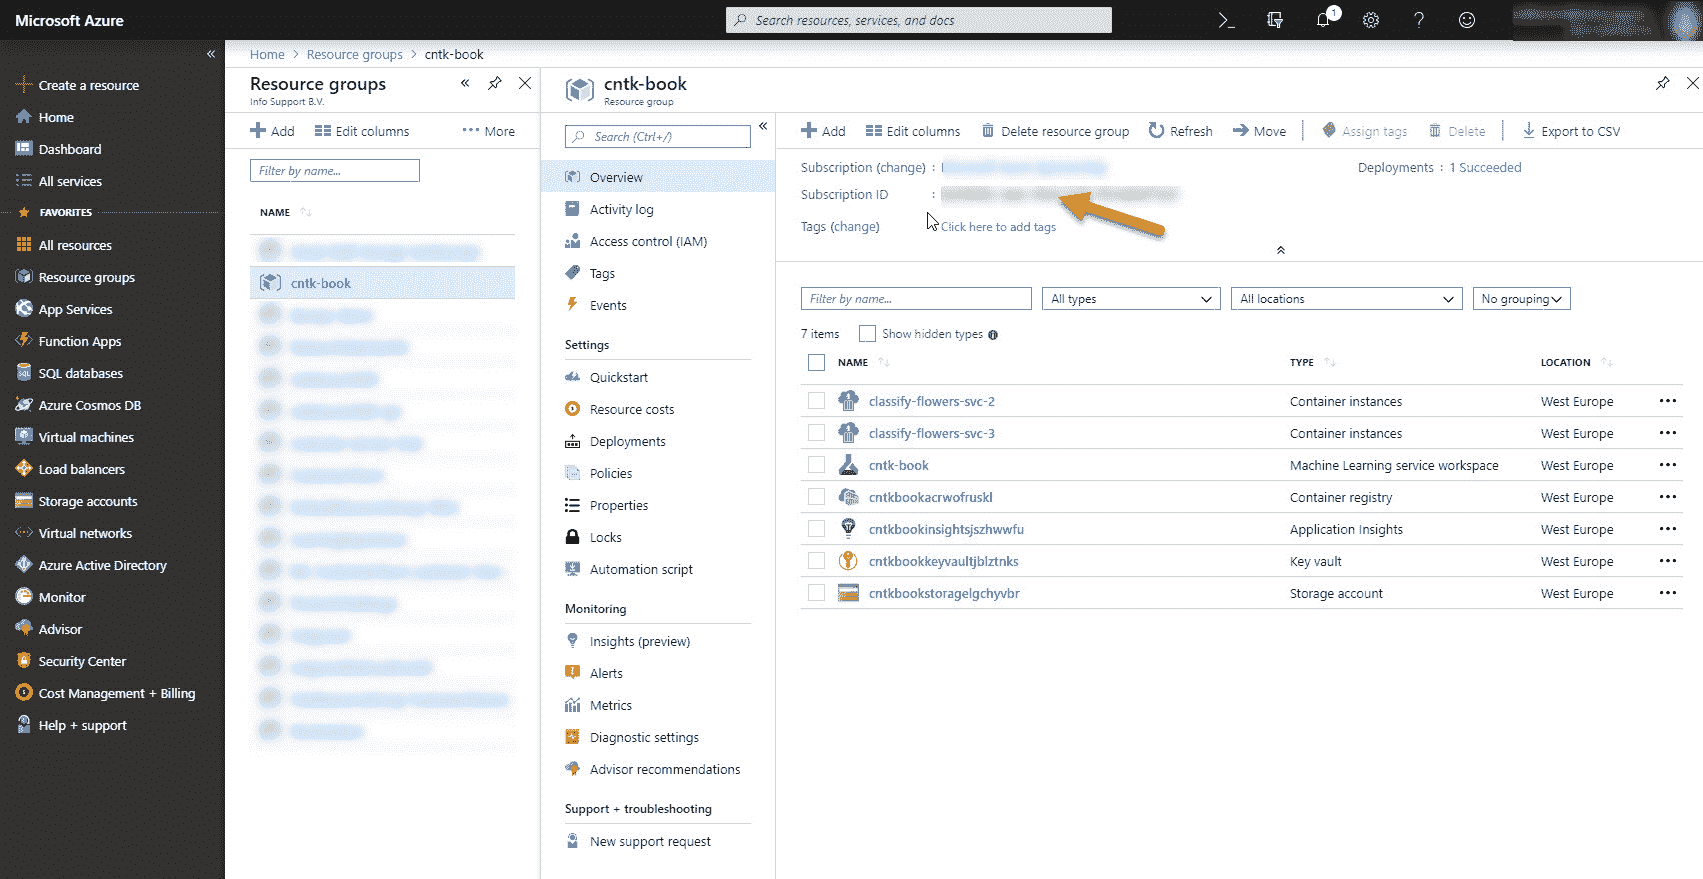 Microsoft Azure
Search resources, services, and docs
1
Create a resource
Home
Dashboard
All services
FAVORITES
All resources
Resource groups
App Services
Function Apps
SQL databases
Azure Cosmos DB
Virtual machines
Load balancers
Storage accounts
Virtual networks
Azure Active Directory
Monitor
Advisor
Security Center
Cost Management + Billing
Help + support
Home > Resource groups > cntk-book
Resource groups
Info Support B.V.
Add Edit columns ••• More
Filter by name...
NAME
cntk-book
cntk-book
Resource group
Search (Ctrl+/)
Overview
Activity log
Access control (IAM)
Tags
Events
Settings
Quickstart
Resource costs
Deployments
Policies
Properties
Locks
Automation script
Monitoring
Insights (preview)
Alerts
Metrics
Diagnostic settings
Advisor recommendations
Support + troubleshooting
New support request
Add Edit columns Delete resource group Refresh Move Assign tags Delete Export to CSV
Subscription (change) : Deployments : 1 Succeeded
Subscription ID :
Tags (change) Click here to add tags
Filter by name... All types All locations No grouping
7 items Show hidden types
NAME TYPE LOCATION
classify-flowers-svc-2 Container instances West Europe
classify-flowers-svc-3 Container instances West Europe
cntk-book Machine Learning service workspace West Europe
cntkbookacrwofruskl Container registry West Europe
cntkbookinsightsjszhwwfu Application Insights West Europe
cntkbookkeyvaultjblztnks Key vault West Europe
cntkbookstoragelgchyvbr Storage account West Europe